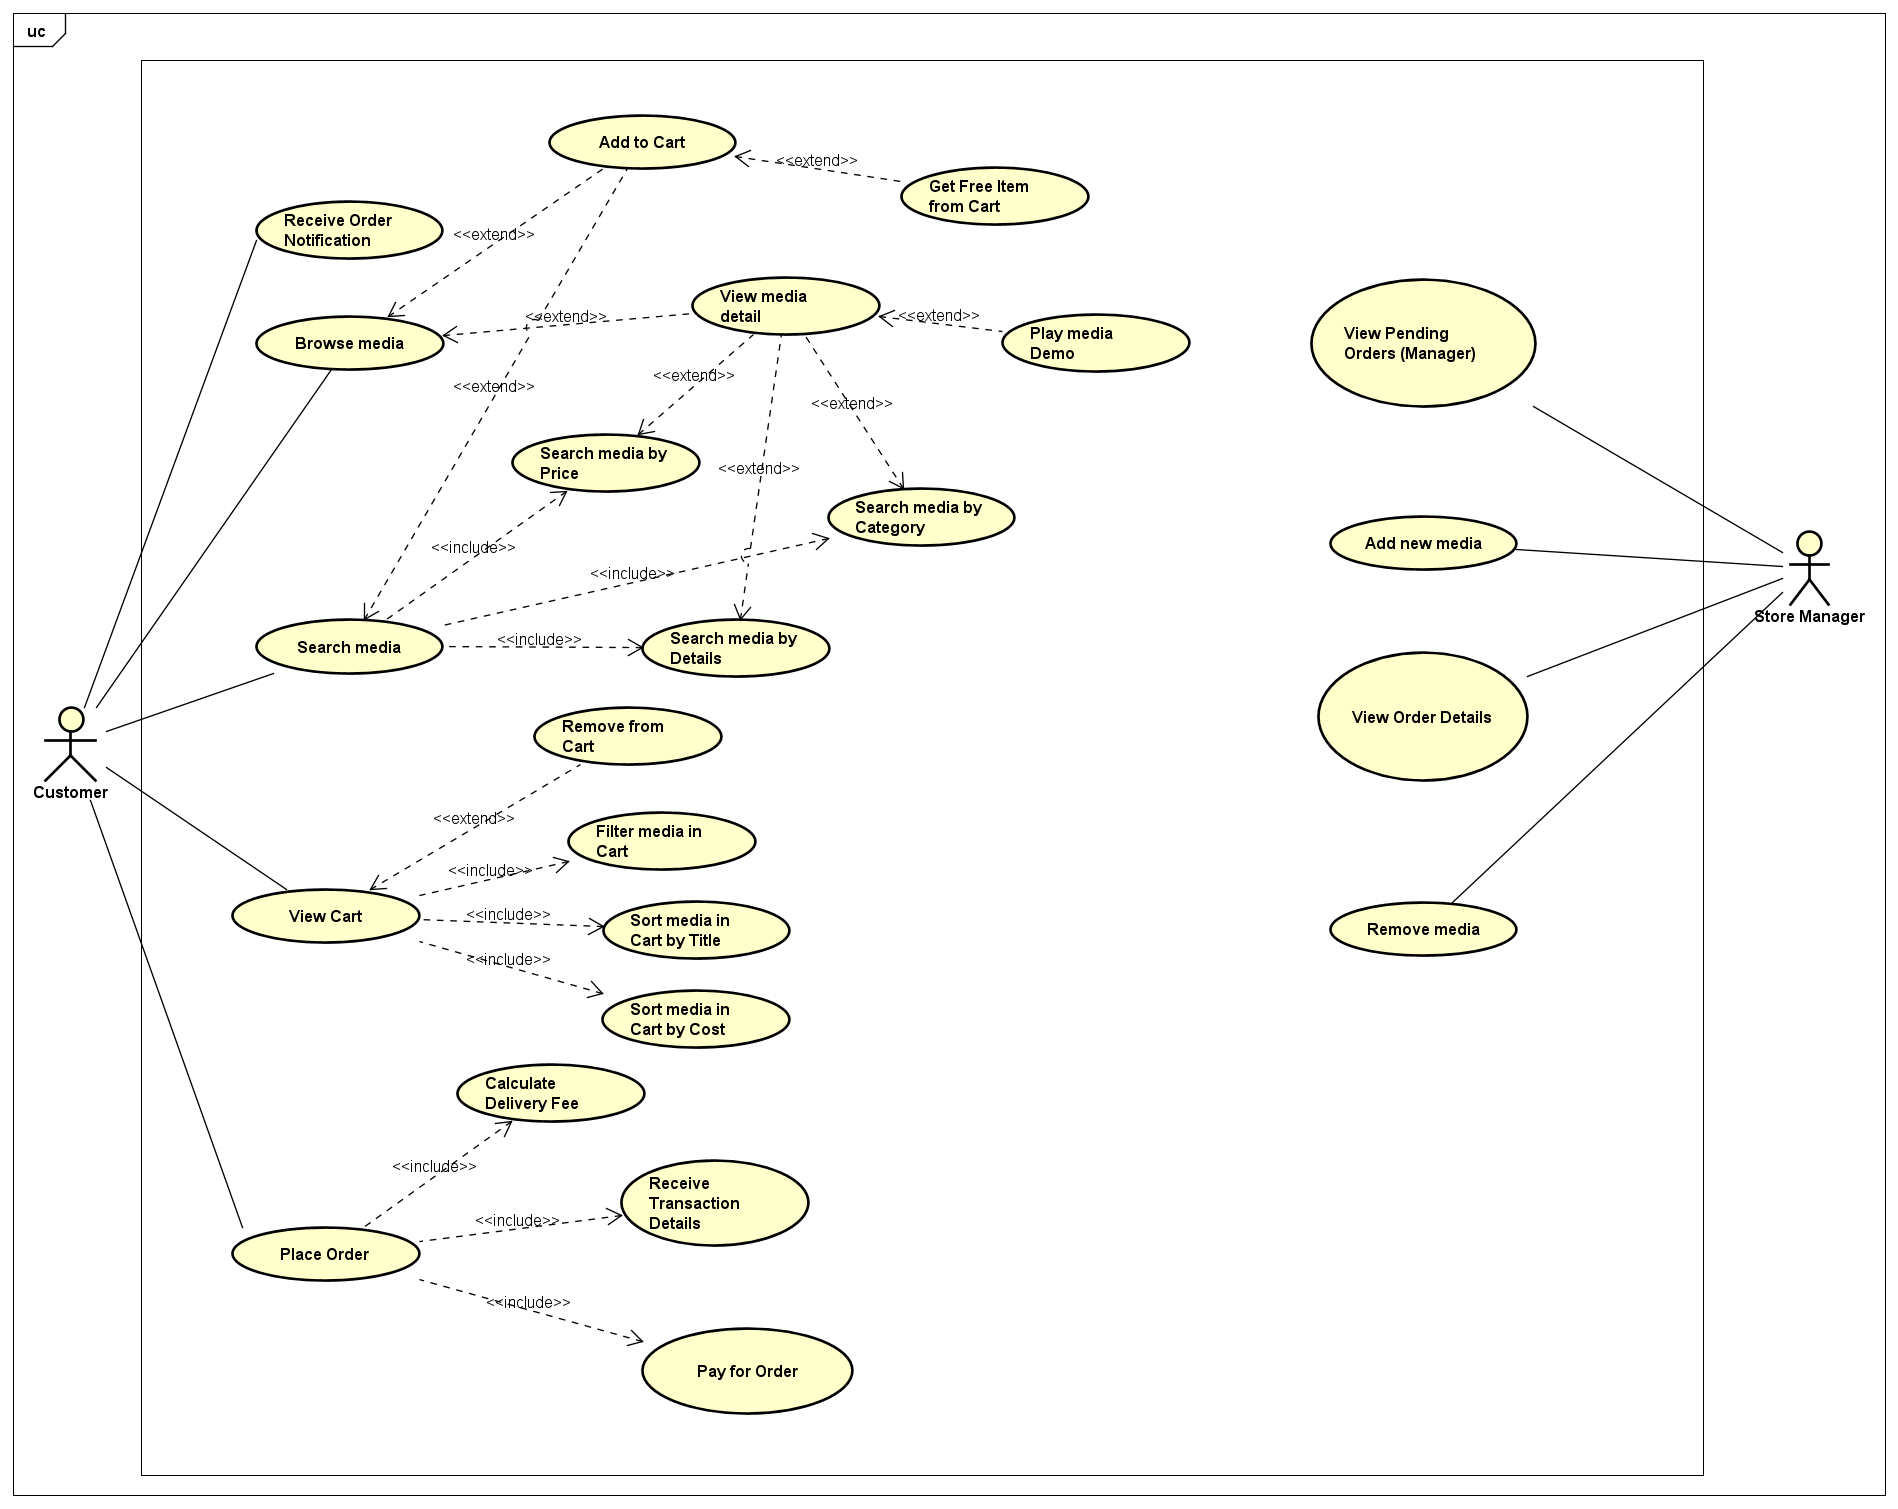 uc
Add to Cart
<<extend>>
Get Free Item
from Cart
Receive Order
Notification
<<extend>>
View media
detail
<<extend>>
<<extend>>
Play media
Demo
Browse media
View Pending
Orders (Manager)
<<extend>>
<<extend>>
<<extend>>
Search media by
Price
<<extend>>
Search media by
Category
<<include>>
Add new media
<<include>>
Store Manager
Search media
<<include>>
Search media by
Details
View Order Details
Remove from
Cart
Customer
<<extend>>
Filter media in
Cart
<<include>>
View Cart
<<include>>
Sort media in
Cart by Title
Remove media
<<include>>
Sort media in
Cart by Cost
Calculate
Delivery Fee
<<include>>
Receive
Transaction
Details
<<include>>
Place Order
<<include>>
Pay for Order